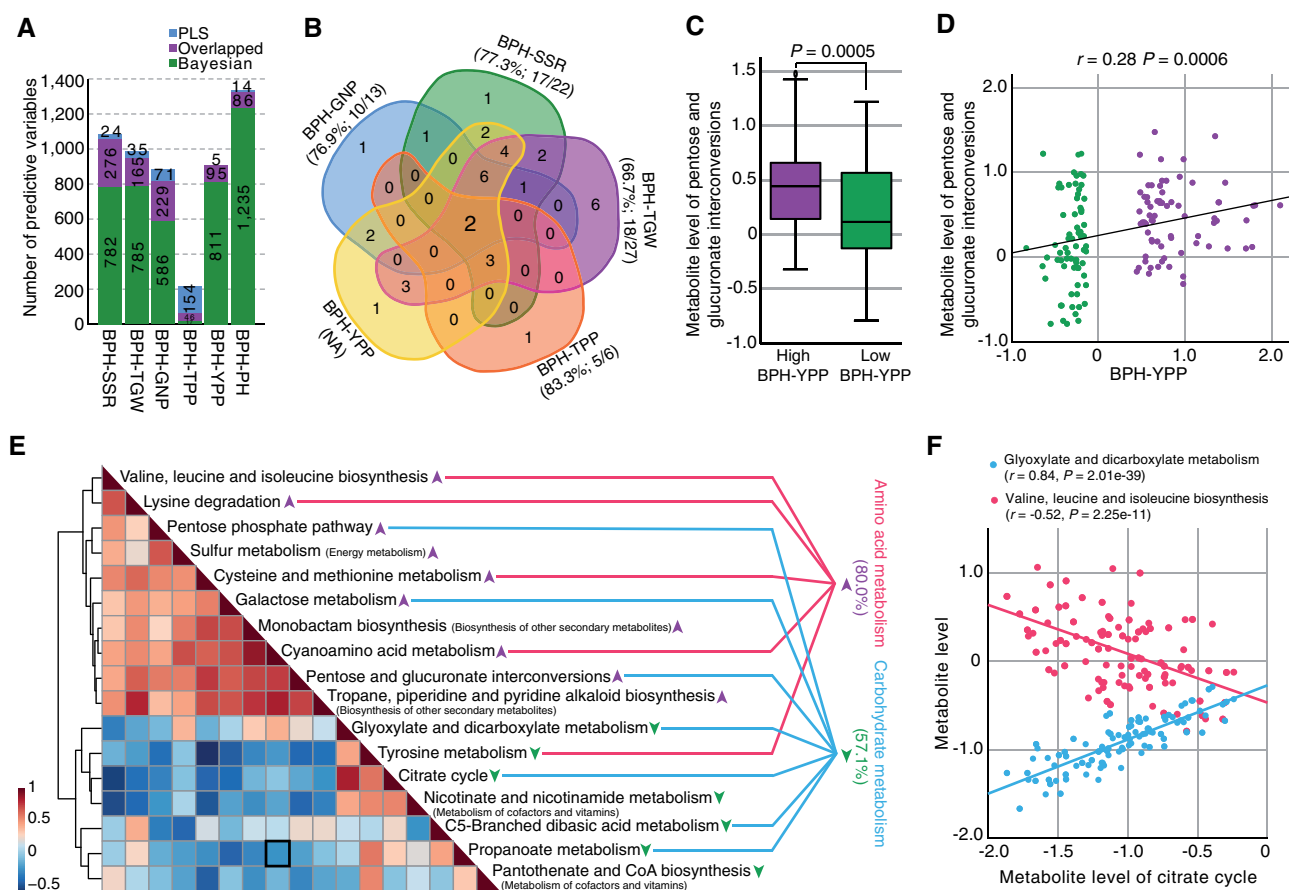 A
PLS
Overlapped
Bayesian
Number of predictive variables
1,400
1,200
1,000
800
600
400
200
0
24
276
782
35
165
785
71
229
586
154
46
5
95
811
14
86
1,235
BPH-SSR
BPH-TGW
BPH-GNP
BPH-TPP
BPH-YPP
BPH-PH
B
BPH-GNP
(76.9%; 10/13)
BPH-SSR
(77.3%; 17/22)
BPH-TGW
(66.7%; 18/27)
BPH-TPP
(83.3%; 5/6)
BPH-YPP
(NA)
1
1
1
2
4
2
0
6
1
6
0
0
0
0
2
0
0
2
0
3
0
0
0
3
0
0
0
1
0
0
1
C
P = 0.0005
Metabolite level of pentose and
glucuronate interconversions
1.5
1.0
0.5
0
-0.5
-1.0
High
BPH-YPP
Low
BPH-YPP
D
r = 0.28 P = 0.0006
Metabolite level of pentose and
glucuronate interconversions
2.0
1.0
0
-1.0
-1.0
0
1.0
2.0
BPH-YPP
E
Valine, leucine and isoleucine biosynthesis
Lysine degradation
Pentose phosphate pathway
Sulfur metabolism (Energy metabolism)
Cysteine and methionine metabolism
Galactose metabolism
Monobactam biosynthesis (Biosynthesis of other secondary metabolites)
Cyanoamino acid metabolism
Pentose and glucuronate interconversions
Tropane, piperidine and pyridine alkaloid biosynthesis
(Biosynthesis of other secondary metabolites)
Glyoxylate and dicarboxylate metabolism
Tyrosine metabolism
Citrate cycle
Nicotinate and nicotinamide metabolism
(Metabolism of cofactors and vitamins)
C5-Branched dibasic acid metabolism
Propanoate metabolism
Pantothenate and CoA biosynthesis
(Metabolism of cofactors and vitamins)
1
0.5
0
−0.5
Amino acid metabolism
(80.0%)
Carbohydrate metabolism
(57.1%)
F
Glyoxylate and dicarboxylate metabolism
(r = 0.84, P = 2.01e-39)
Valine, leucine and isoleucine biosynthesis
(r = -0.52, P = 2.25e-11)
Metabolite level
1.0
0
-1.0
-2.0
-2.0
-1.5
-1.0
-0.5
0
Metabolite level of citrate cycle